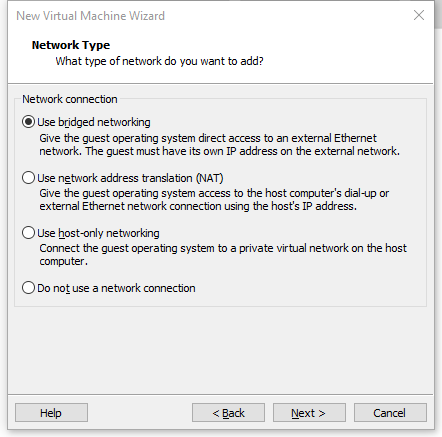 New Virtual Machine Wizard
Network Type
What type of network do you want to add?
Network connection
Use bridged networking
Give the guest operating system direct access to an external Ethernet
network. The guest must have its own IP address on the external network.
Use network address translation (NAT)
Give the guest operating system access to the host computer's dial-up or
external Ethernet network connection using the host's IP address.
Use host-only networking
Connect the guest operating system to a private virtual network on the host
computer.
Do not use a network connection
Help
< Back
Next >
Cancel